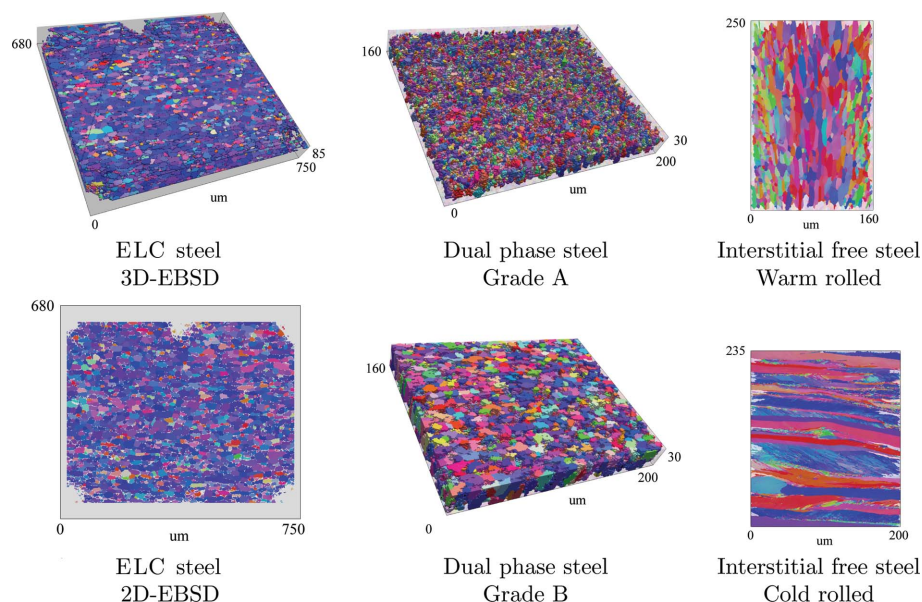 680
85
750
um
0
ELC steel
3D-EBSD
160
30
200
um
0
Dual phase steel
Grade A
250
0
160
um
Interstitial free steel
Warm rolled
680
0
750
um
ELC steel
2D-EBSD
160
30
200
um
0
Dual phase steel
Grade B
235
0
200
um
Interstitial free steel
Cold rolled